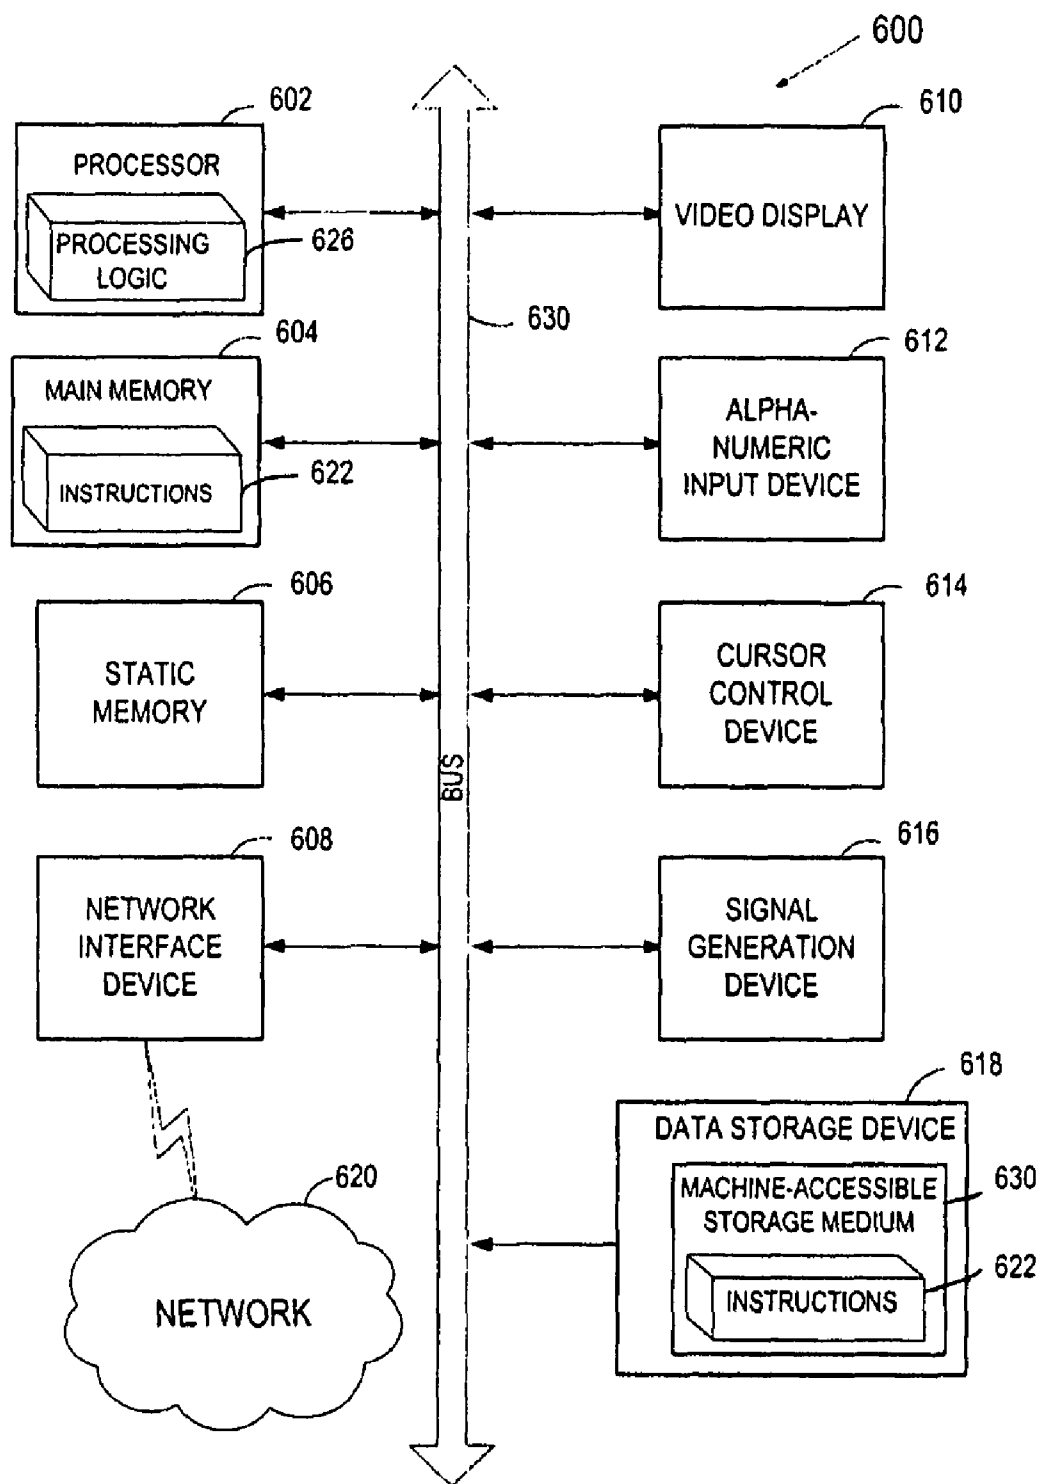 600
602
PROCESSOR
PROCESSING
LOGIC
626
610
VIDEO DISPLAY
630
604
MAIN MEMORY
INSTRUCTIONS
622
612
ALPHA-
NUMERIC
INPUT DEVICE
606
STATIC
MEMORY
614
CURSOR
CONTROL
DEVICE
BUS
608
NETWORK
INTERFACE
DEVICE
616
SIGNAL
GENERATION
DEVICE
618
DATA STORAGE DEVICE
MACHINE-ACCESSIBLE
STORAGE MEDIUM
630
INSTRUCTIONS
622
620
NETWORK